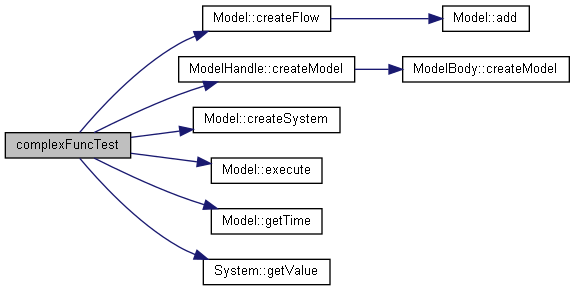 Model::createFlow
Model::add
ModelHandle::createModel
ModelBody::createModel
Model::createSystem
complexFuncTest
Model::execute
Model::getTime
System::getValue